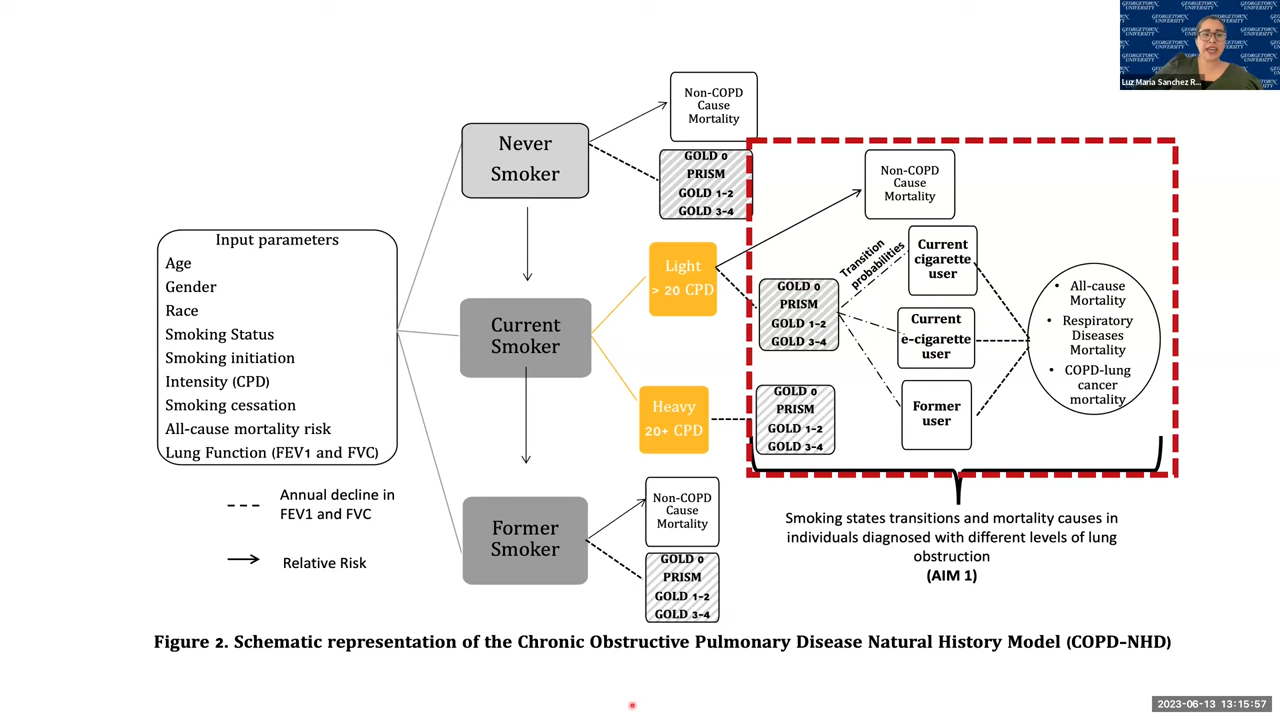 GEORGETOWN
UNIVERSITY
Luz Maria Sanchez R...
Non-COPD
Cause
Mortality
Never
Smoker
GOLD 0
PRISM
GOLD 1-2
GOLD 3-4
Non-COPD
Cause
Mortality
Input parameters
Age
Gender
Race
Smoking Status
Smoking initiation
Intensity (CPD)
Smoking cessation
All-cause mortality risk
Lung Function (FEV1 and FVC)
Light
> 20 CPD
Transition
probabilities
Current
cigarette
user
GOLD 0
PRISM
GOLD 1-2
GOLD 3-4
Current
Smoker
Current
e-cigarette
user
• All-cause
Mortality
• Respiratory
Diseases
Mortality
• COPD-lung
cancer
mortality
Heavy
20+ CPD
GOLD 0
PRISM
GOLD 1-2
GOLD 3-4
Former
user
Annual decline in
FEV1 and FVC
Relative Risk
Former
Smoker
Non-COPD
Cause
Mortality
GOLD 0
PRISM
GOLD 1-2
GOLD 3-4
Smoking states transitions and mortality causes in
individuals diagnosed with different levels of lung
obstruction
(AIM 1)
Figure 2. Schematic representation of the Chronic Obstructive Pulmonary Disease Natural History Model (COPD-NHD)
2023-06-13 13:15:57